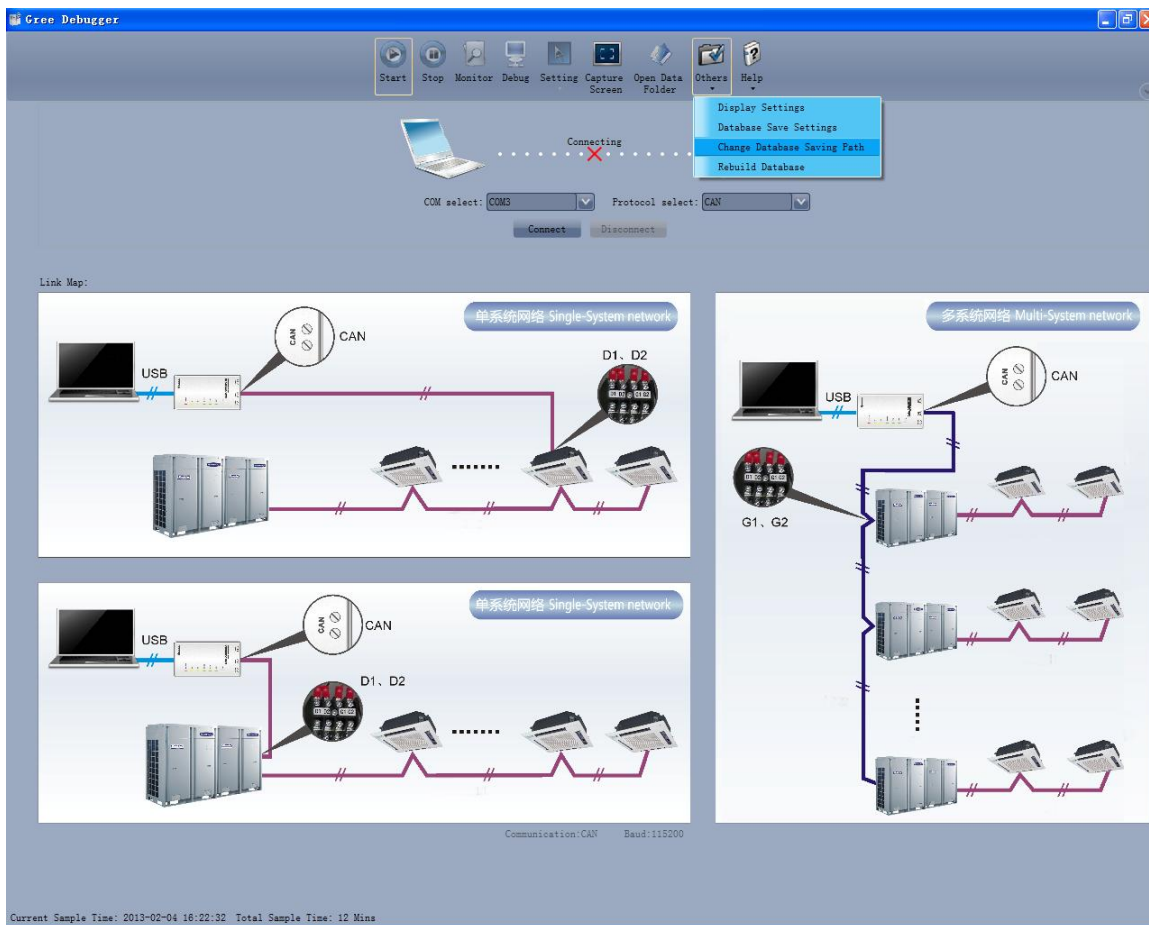 Gree Debugger
Start Stop Monitor Debug Setting Capture Screen Open Data Folder Others Help
Display Settings
Database Save Settings
Change Database Saving Path
Rebuild Database
Connecting
COM select: COM3 Protocol select: CAN
Connect Disconnect
Link Map:
单系统网络 Single-System network
CAN
CAN
USB
D1、D2
单系统网络 Single-System network
CAN
CAN
USB
D1、D2
多系统网络 Multi-System network
CAN
CAN
USB
G1、G2
Communication:CAN Baud:115200
Current Sample Time: 2013-02-04 16:22:32 Total Sample Time: 12 Mins